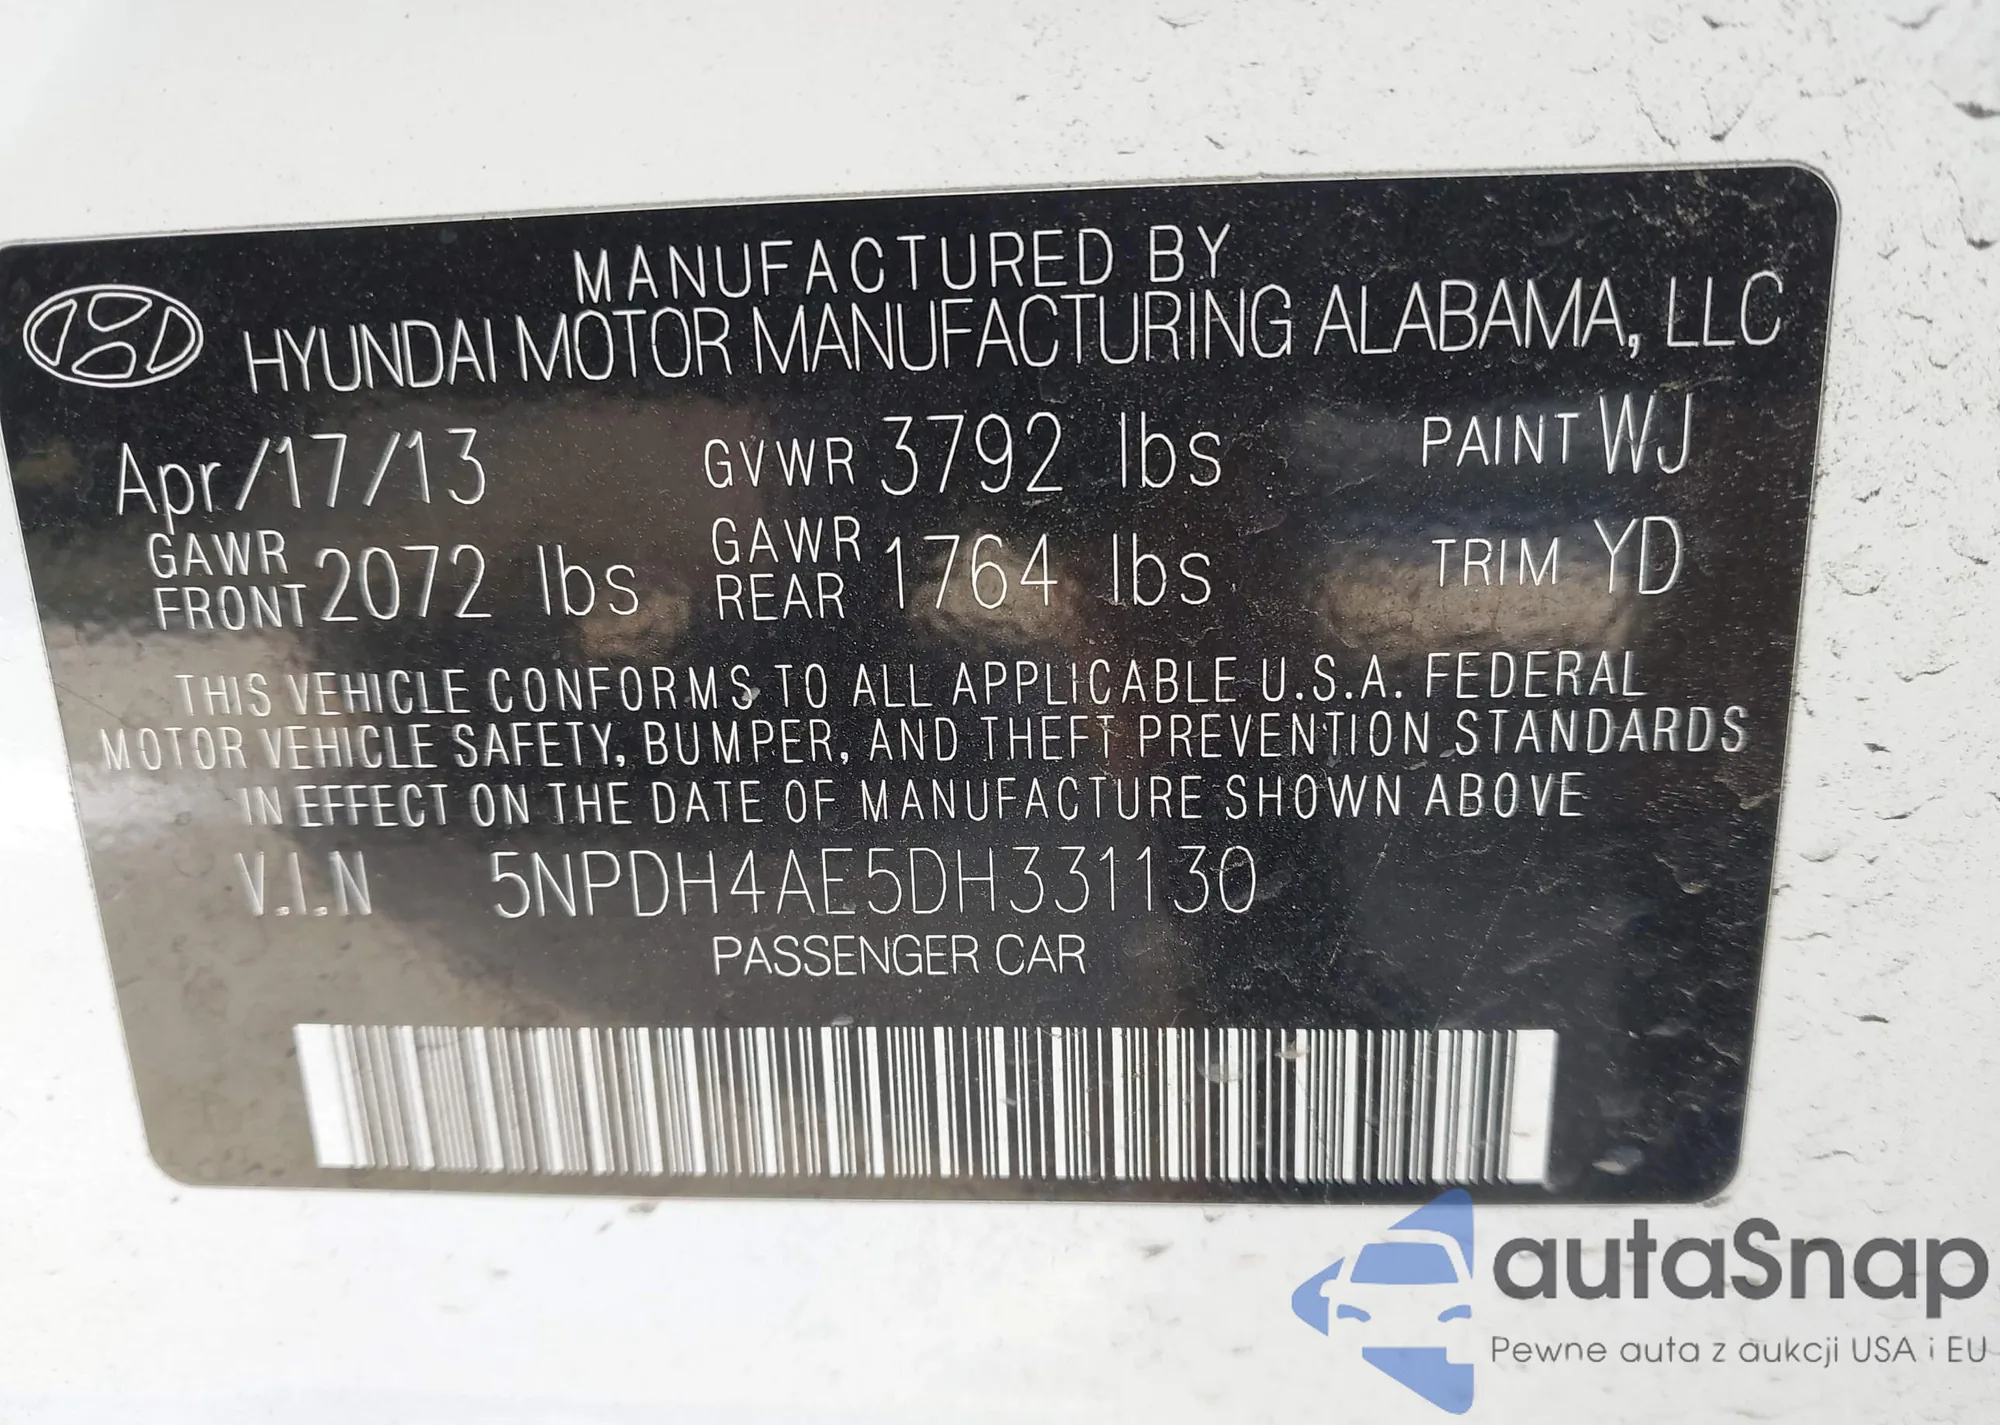 MANUFACTURED BY
HYUNDAI MOTOR MANUFACTURING ALABAMA, LLC
Apr/17/13 GVWR 3792 lbs PAINT WJ
GAWR FRONT 2072 lbs GAWR REAR 1764 lbs TRIM YD
THIS VEHICLE CONFORMS TO ALL APPLICABLE U.S.A. FEDERAL
MOTOR VEHICLE SAFETY, BUMPER, AND THEFT PREVENTION STANDARDS
IN EFFECT ON THE DATE OF MANUFACTURE SHOWN ABOVE
V.I.N 5NPDH4AE5DH331130
PASSENGER CAR
autaSnap
Pewne auta z aukcji USA i EU